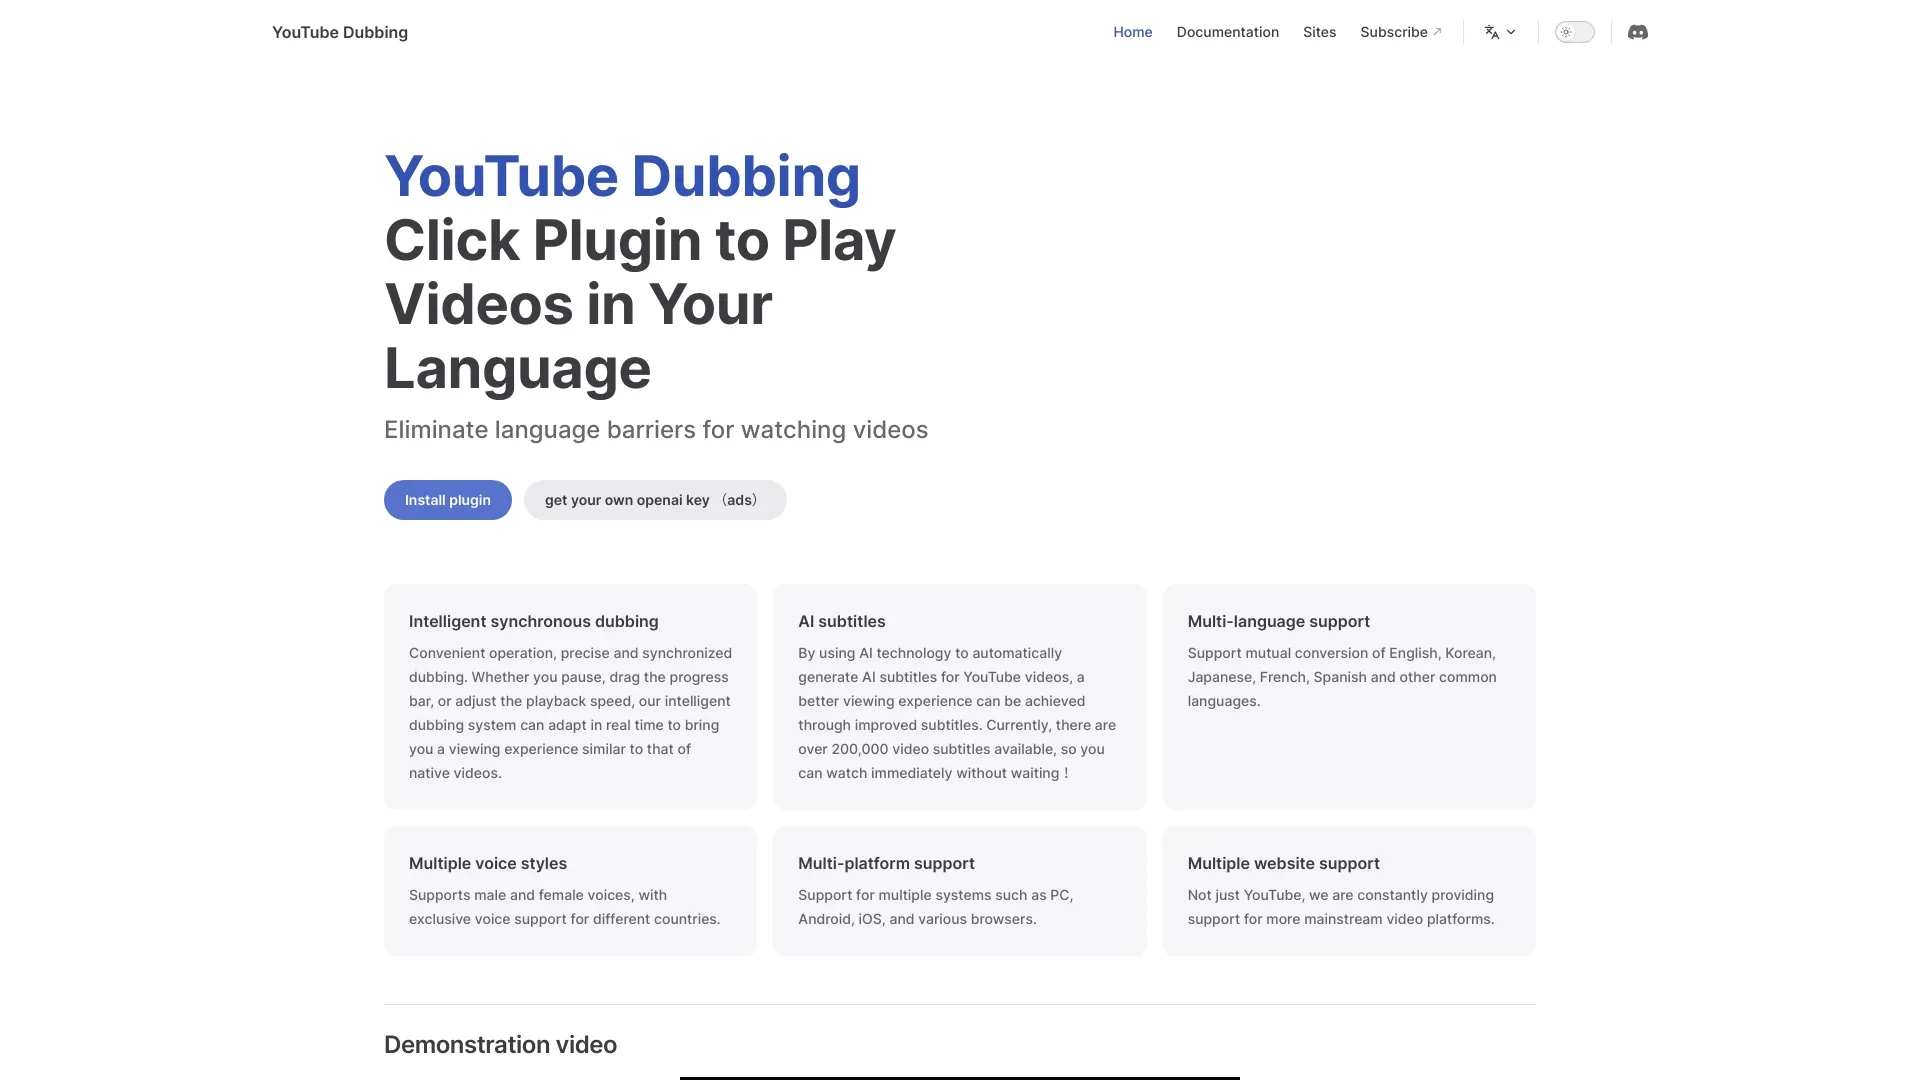 YouTube Dubbing
Home
Documentation
Sites
Subscribe
YouTube Dubbing
Click Plugin to Play
Videos in Your
Language
Eliminate language barriers for watching videos
Install plugin
get your own openai key （ads）
Intelligent synchronous dubbing
Convenient operation, precise and synchronized
dubbing. Whether you pause, drag the progress
bar, or adjust the playback speed, our intelligent
dubbing system can adapt in real time to bring
you a viewing experience similar to that of
native videos.
AI subtitles
By using AI technology to automatically
generate AI subtitles for YouTube videos, a
better viewing experience can be achieved
through improved subtitles. Currently, there are
over 200,000 video subtitles available, so you
can watch immediately without waiting！
Multi-language support
Support mutual conversion of English, Korean,
Japanese, French, Spanish and other common
languages.
Multiple voice styles
Supports male and female voices, with
exclusive voice support for different countries.
Multi-platform support
Support for multiple systems such as PC,
Android, iOS, and various browsers.
Multiple website support
Not just YouTube, we are constantly providing
support for more mainstream video platforms.
Demonstration video